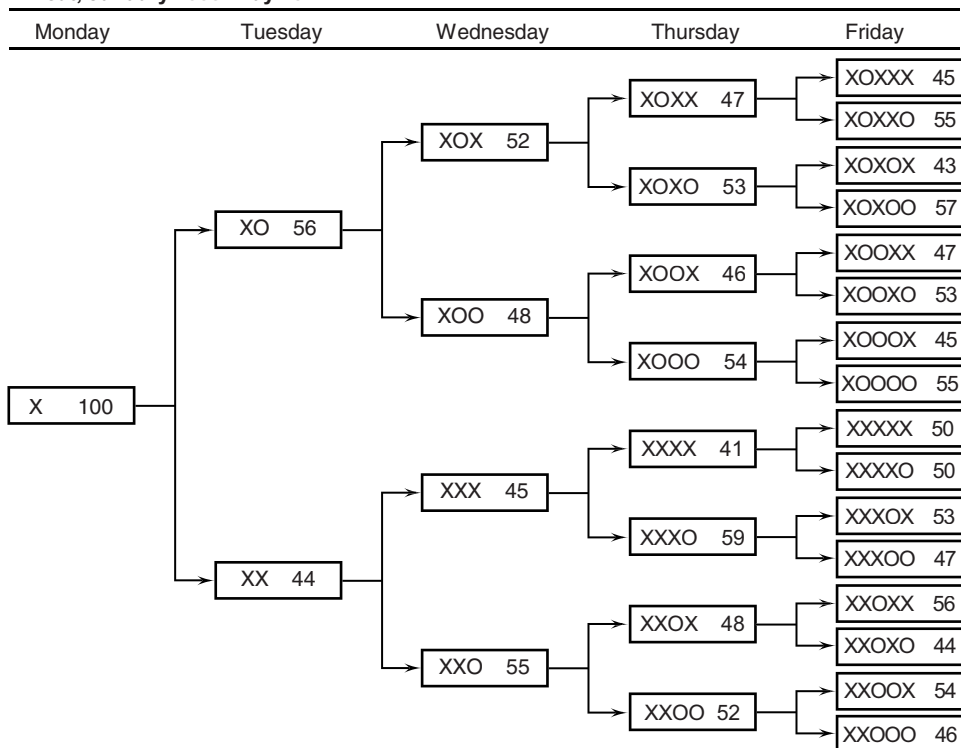 Monday Tuesday Wednesday Thursday Friday
X 100
XO 56
XX 44
XOX 52
XOO 48
XXX 45
XXO 55
XOXX 47
XOXO 53
XOOX 46
XOOO 54
XXXX 41
XXXO 59
XXOX 48
XXOO 52
XOXXX 45
XOXXO 55
XOXOX 43
XOXOO 57
XOOXX 47
XOOXO 53
XOOOX 45
XOOOO 55
XXXXX 50
XXXXO 50
XXXOX 53
XXXOO 47
XXOXX 56
XXOXO 44
XXOOX 54
XXOOO 46